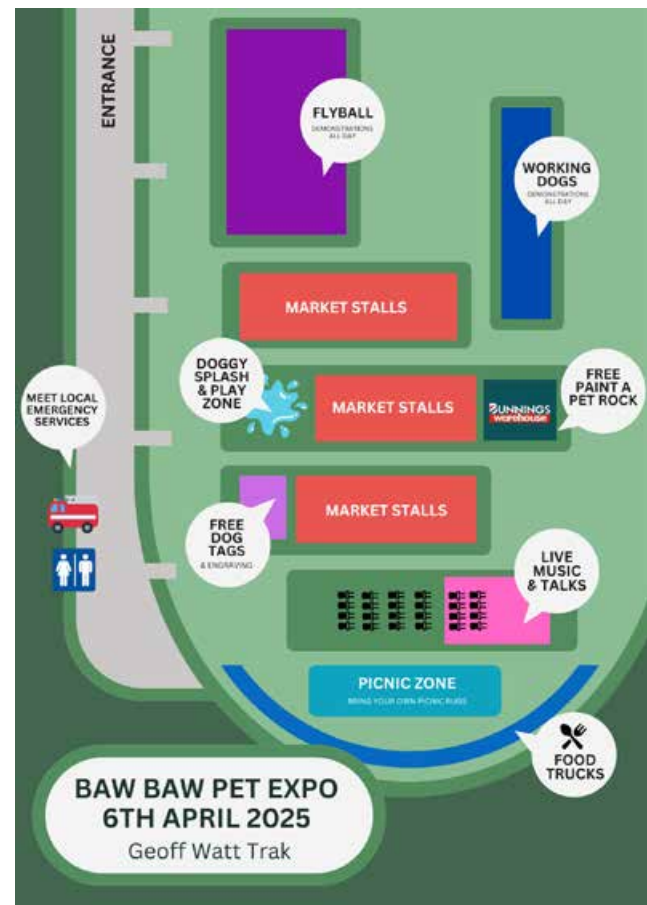 ENTRANCE
FLYBALL
DEMONSTRATIONS
ALL DAY
WORKING
DOGS
DEMONSTRATIONS
ALL DAY
MARKET STALLS
DOGGY
SPLASH
& PLAY
ZONE
MARKET STALLS
BUNNINGS
warehouse
FREE
PAINT A
PET ROCK
MEET LOCAL
EMERGENCY
SERVICES
FREE
DOG
TAGS
& ENGRAVING
MARKET STALLS
LIVE
MUSIC
& TALKS
PICNIC ZONE
BRING YOUR OWN PICNIC RUGS
FOOD
TRUCKS
BAW BAW PET EXPO
6TH APRIL 2025
Geoff Watt Trak